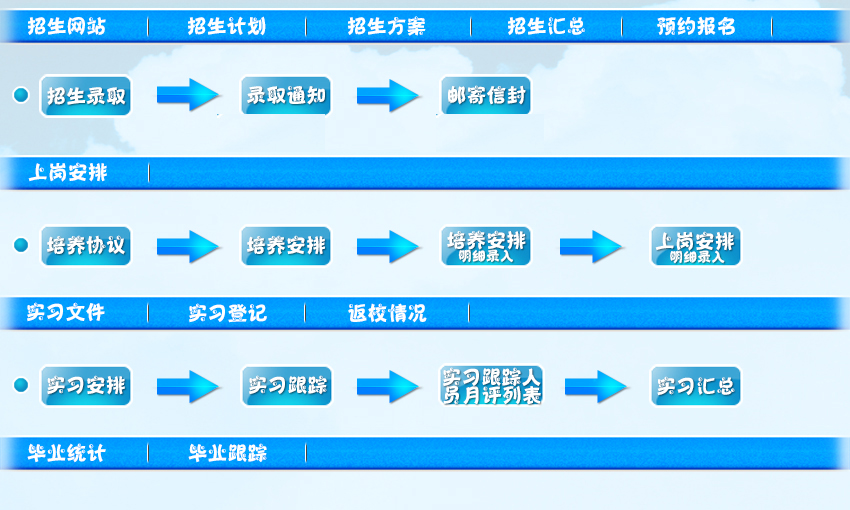 招生网站 招生计划 招生方案 招生汇总 预约报名
招生录取 录取通知 邮寄信封
上岗安排
培养协议 培养安排 培养安排 上岗安排
明细录入 明细录入
实习文件 实习登记 返校情况
实习安排 实习跟踪 实习跟踪人 实习汇总
员月评列表
毕业统计 毕业跟踪